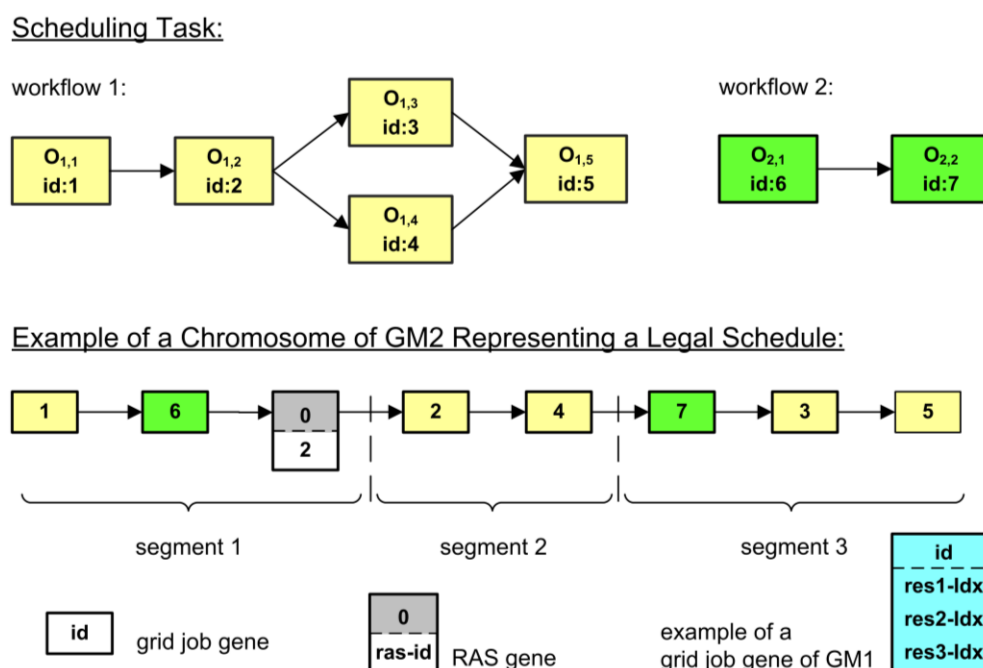 Scheduling Task:
workflow 1:
workflow 2:
O1,1
id:1
O1,2
id:2
O1,3
id:3
O1,4
id:4
O1,5
id:5
O2,1
id:6
O2,2
id:7
Example of a Chromosome of GM2 Representing a Legal Schedule:
1
6
0
2
2
4
7
3
5
segment 1
segment 2
segment 3
id
grid job gene
0
ras-id
RAS gene
example of a
grid job gene of GM1
id
res1-Idx
res2-Idx
res3-Idx